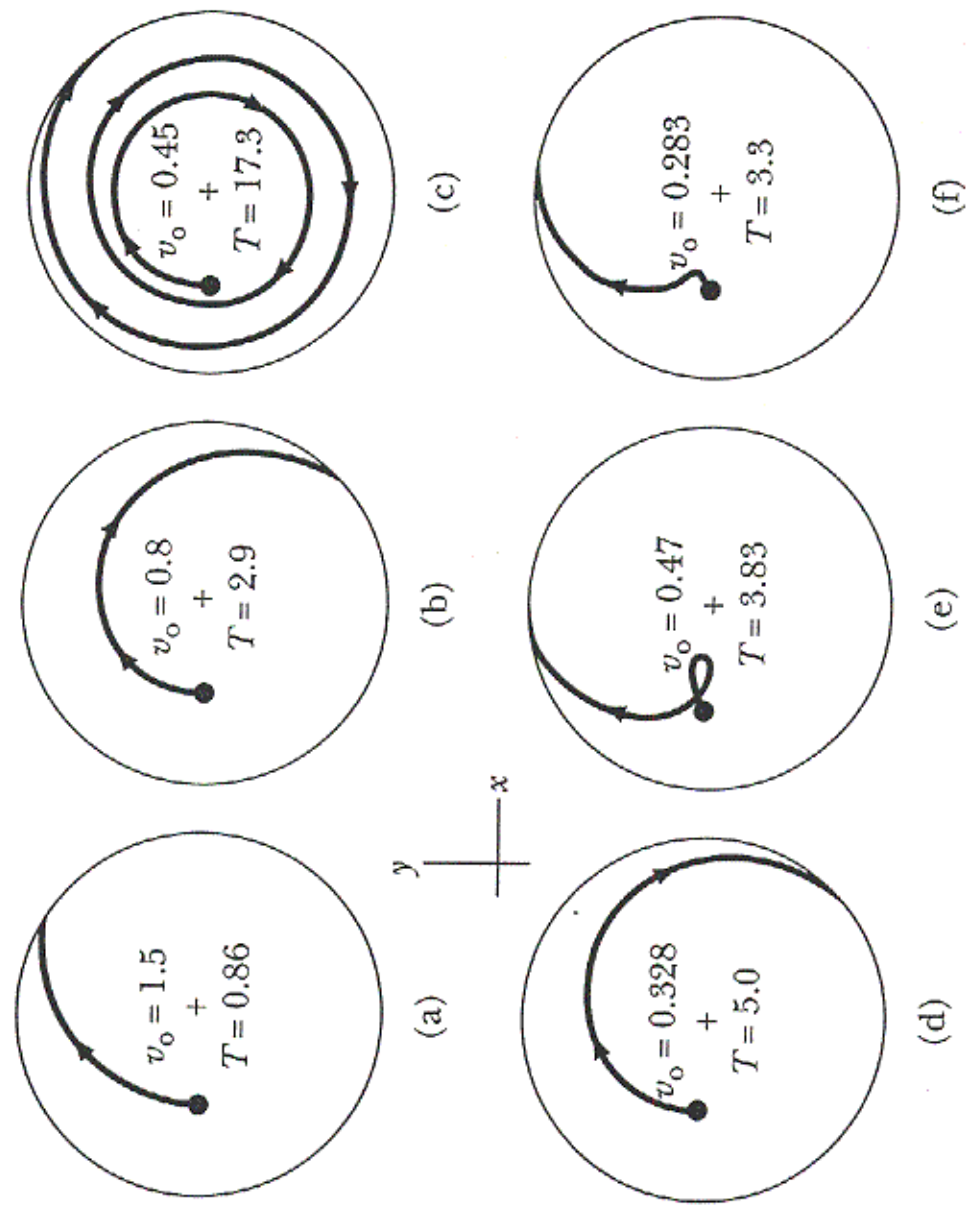 v₀ = 1.5
+
T = 0.86
(a)
v₀ = 0.8
+
T = 2.9
(b)
v₀ = 0.45
+
T = 17.3
(c)
y
x
v₀ = 0.328
+
T = 5.0
(d)
v₀ = 0.47
+
T = 3.83
(e)
v₀ = 0.283
+
T = 3.3
(f)